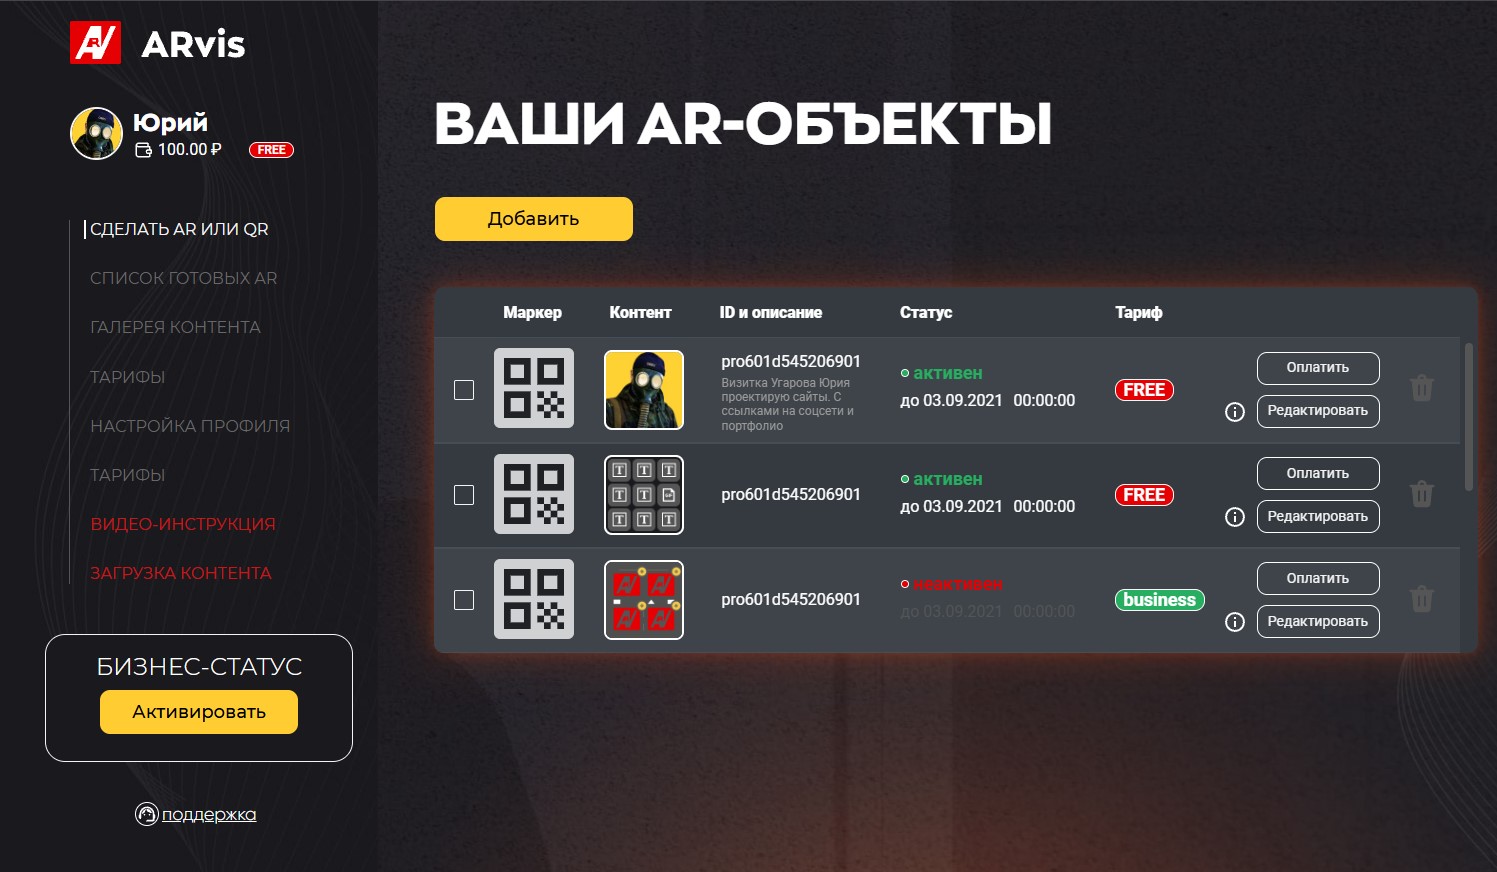 ARvis
Юрий
100.00 ₽ FREE
СДЕЛАТЬ AR ИЛИ QR
СПИСОК ГОТОВЫХ AR
ГАЛЕРЕЯ КОНТЕНТА
ТАРИФЫ
НАСТРОЙКА ПРОФИЛЯ
ТАРИФЫ
ВИДЕО-ИНСТРУКЦИЯ
ЗАГРУЗКА КОНТЕНТА
БИЗНЕС-СТАТУС
Активировать
поддержка
ВАШИ AR-ОБЪЕКТЫ
Добавить
Маркер Контент ID и описание Статус Тариф
pro601d545206901
Визитка Угарова Юрия
проектирую сайты. С
ссылками на соцсети и
портфолио
активен
до 03.09.2021 00:00:00
FREE
Оплатить
Редактировать
pro601d545206901
активен
до 03.09.2021 00:00:00
FREE
Оплатить
Редактировать
pro601d545206901
неактивен
до 03.09.2021 00:00:00
business
Оплатить
Редактировать